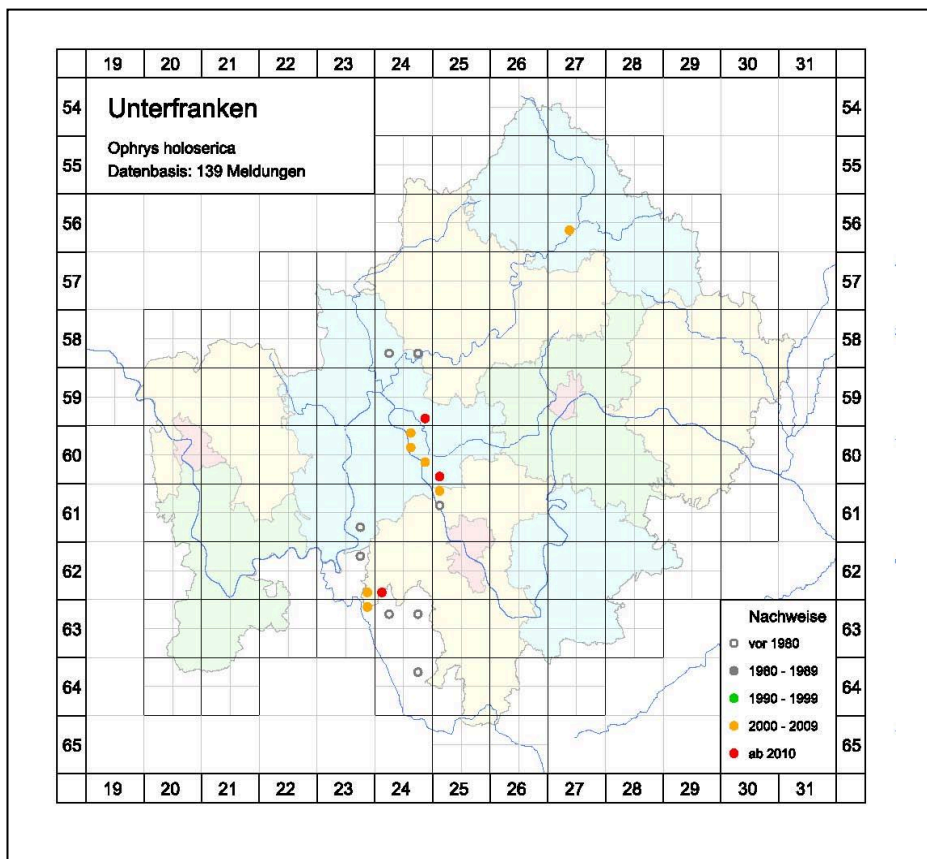 19 20 21 22 23 24 25 26 27 28 29 30 31
Unterfranken
Ophrys holoserica
Datenbasis: 139 Meldungen
54 54
55 55
56 56
57 57
58 58
59 59
60 60
61 61
62 62
63 63
64 64
65 65
Nachweise
vor 1980
1980 - 1989
1990 - 1999
2000 - 2009
ab 2010
19 20 21 22 23 24 25 26 27 28 29 30 31